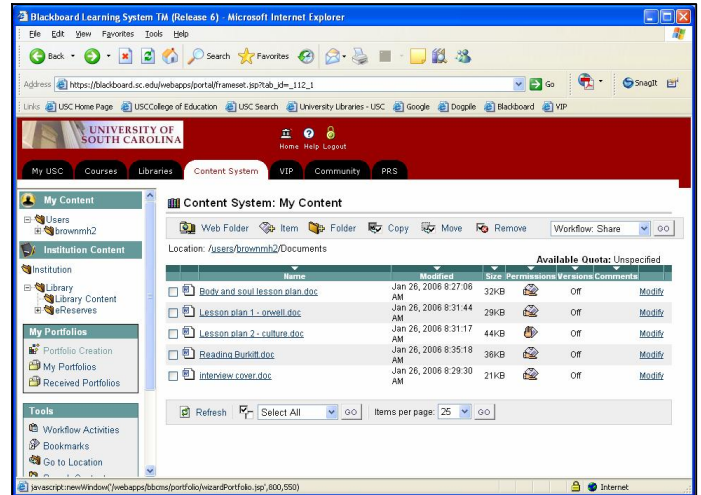 Blackboard Learning System TM (Release 6) - Microsoft Internet Explorer
File Edit View Favorites Tools Help
Back Search Favorites
Address https://blackboard.sc.edu/webapps/portal/frameset.jsp?tab_id=_112_1 Go SnagIt
Links USC Home Page USCCollege of Education USC Search University Libraries - USC Google Dogpile Blackboard VIP
UNIVERSITY OF
SOUTH CAROLINA
Home Help Logout
My USC Courses Libraries Content System VIP Community PRS
My Content
Users
brownmh2
Institution Content
Institution
Library
Library Content
eReserves
My Portfolios
Portfolio Creation
My Portfolios
Received Portfolios
Tools
Workflow Activities
Bookmarks
Go to Location
Content System: My Content
Web Folder Item Folder Copy Move Remove Workflow: Share GO
Location: /users/brownmh2/Documents
Available Quota: Unspecified
Name Modified Size Permissions Versions Comments
Body and soul lesson plan.doc Jan 26, 2006 8:27:06 AM 32KB Off Modify
Lesson plan 1 - orwell.doc Jan 26, 2006 8:31:44 AM 29KB Off Modify
Lesson plan 2 - culture.doc Jan 26, 2006 8:31:17 AM 44KB Off Modify
Reading Burkitt.doc Jan 26, 2006 8:35:18 AM 36KB Off Modify
interview cover.doc Jan 26, 2006 8:29:30 AM 21KB Off Modify
Refresh Select All GO Items per page: 25 GO
javascript:newWindow('/webapps/bbcms/portfolio/wizardPortfolio.jsp',800,550) Internet